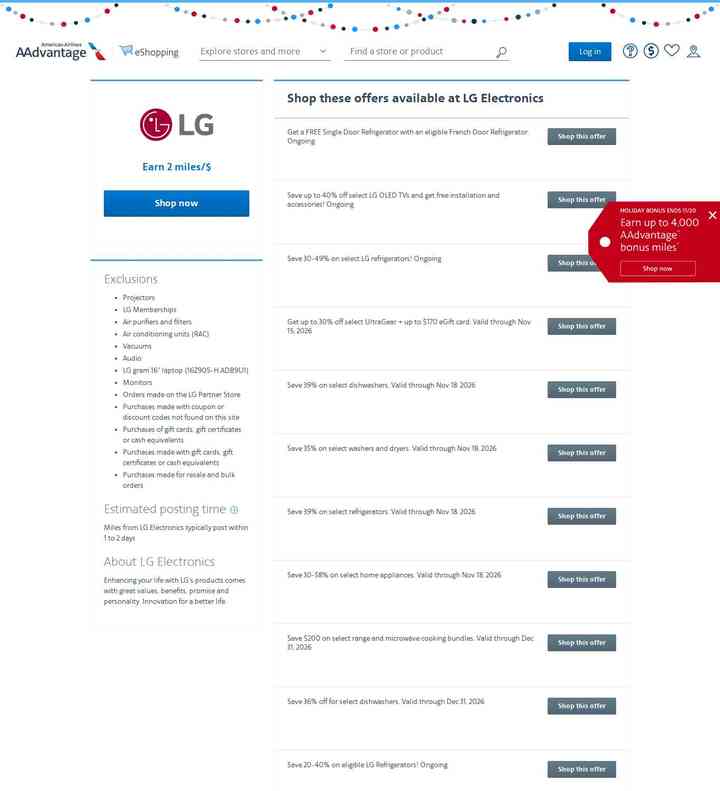 American Airlines
AAdvantage
eShopping
Explore stores and more
Find a store or product
Log in
LG
Earn 2 miles/$
Shop now
Exclusions
• Projectors
• LG Memberships
• Air purifiers and filters
• Air conditioning units (RAC)
• Vacuums
• Audio
• LG gram 16" laptop (16Z90S-H.ADB9U1)
• Monitors
• Orders made on the LG Partner Store
• Purchases made with coupon or
discount codes not found on this site
• Purchases of gift cards, gift certificates
or cash equivalents
• Purchases made with gift cards, gift
certificates or cash equivalents
• Purchases made for resale and bulk
orders
Estimated posting time
Miles from LG Electronics typically post within
1 to 2 days
About LG Electronics
Enhancing your life with LG's products comes
with great values, benefits, promise and
personality. Innovation for a better life.
Shop these offers available at LG Electronics
Get a FREE Single Door Refrigerator with an eligible French Door Refrigerator.
Ongoing
Shop this offer
Save up to 40% off select LG OLED TVs and get free installation and
accessories! Ongoing
Shop this offer
Save 30-49% on select LG refrigerators! Ongoing
Shop this o
Get up to 30% off select UltraGear + up to $170 eGift card. Valid through Nov
15, 2026
Shop this offer
Save 39% on select dishwashers. Valid through Nov 18, 2026
Shop this offer
Save 35% on select washers and dryers. Valid through Nov 18, 2026
Shop this offer
Save 39% on select refrigerators. Valid through Nov 18, 2026
Shop this offer
Save 30-58% on select home appliances. Valid through Nov 18, 2026
Shop this offer
Save $200 on select range and microwave cooking bundles. Valid through Dec
31, 2026
Shop this offer
Save 36% off for select dishwashers. Valid through Dec 31, 2026
Shop this offer
Save 20-40% on eligible LG Refrigerators! Ongoing
Shop this offer
HOLIDAY BONUS ENDS 11/20
Earn up to 4,000
AAdvantage®
bonus miles*
Shop now